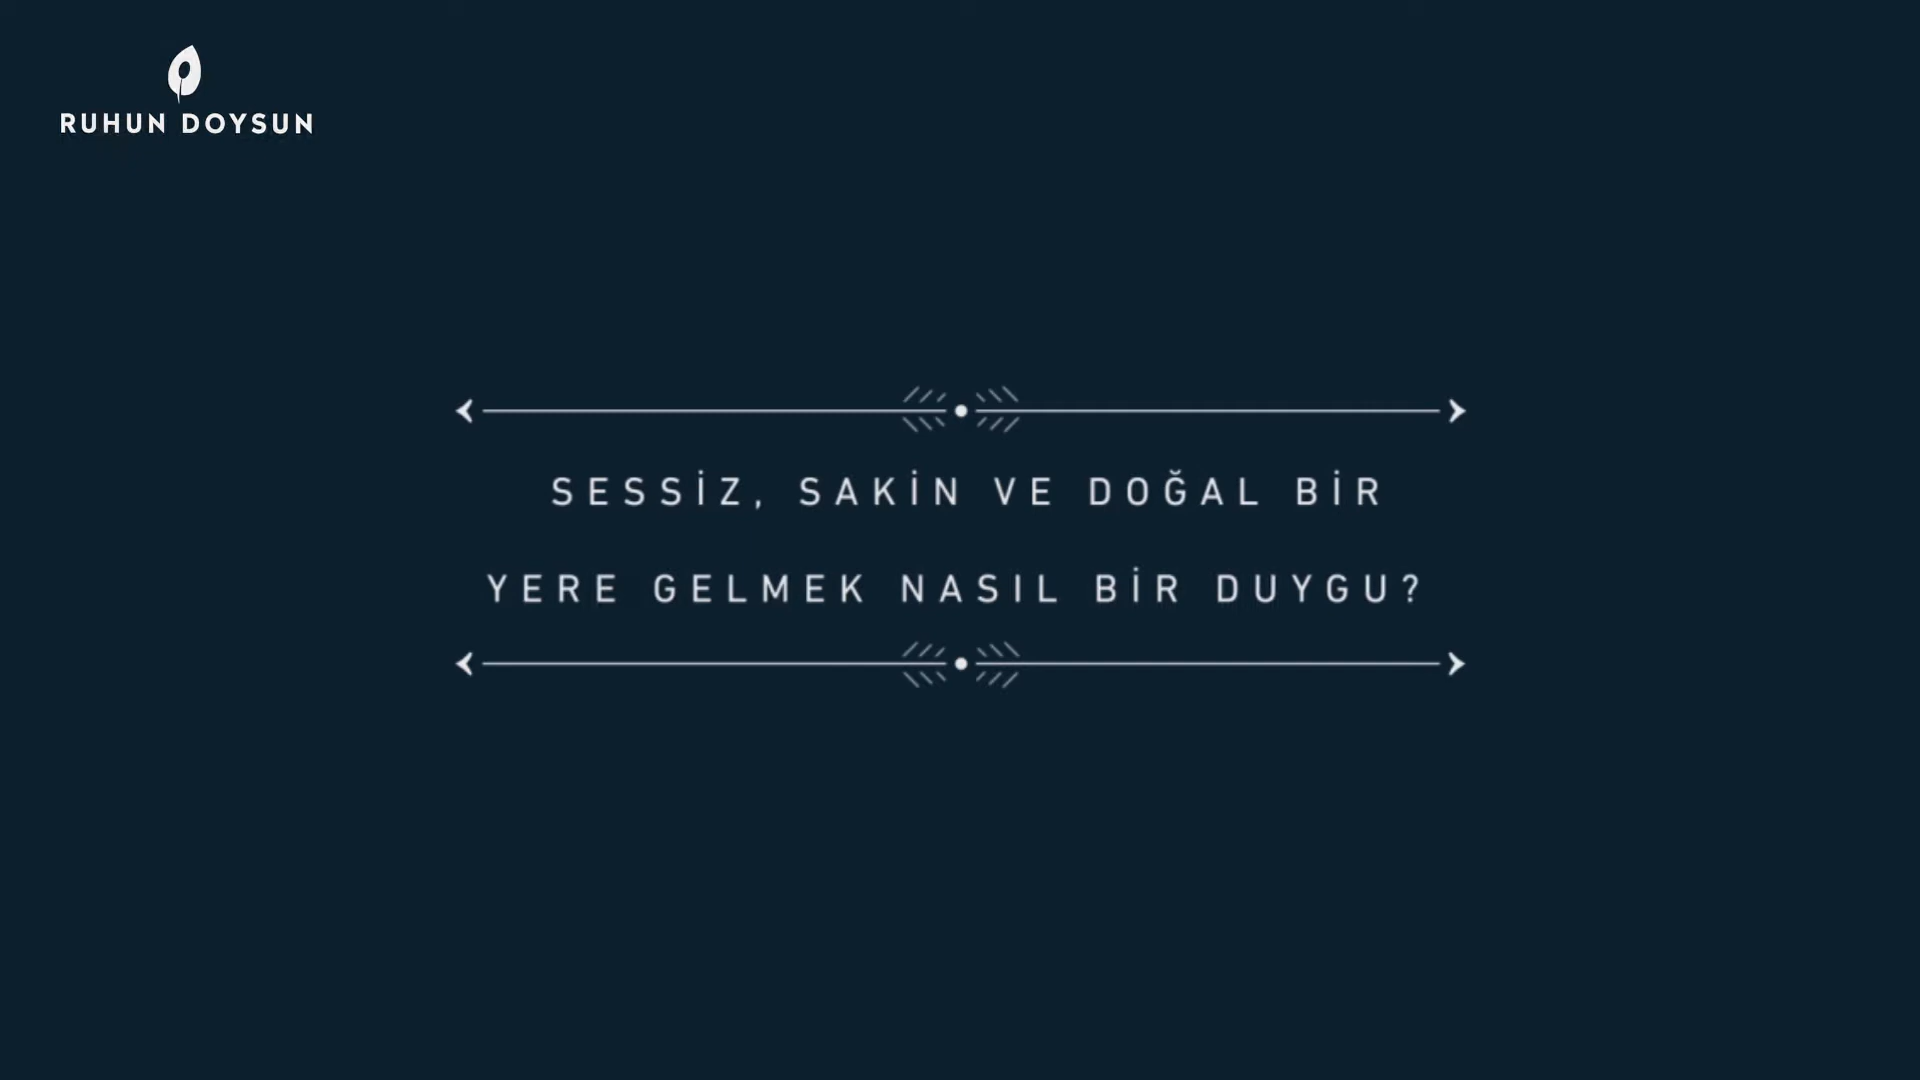 RUHUN DOYSUN
SESSİZ, SAKİN VE DOĞAL BİR
YERE GELMEK NASIL BİR DUYGU?